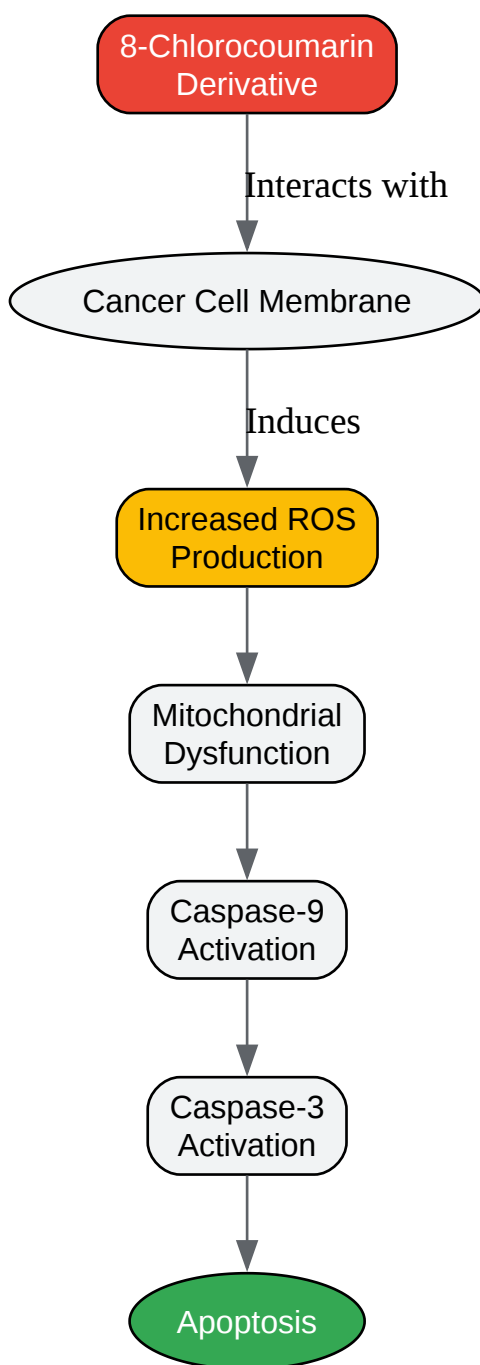 8-Chlorocoumarin
Derivative
Interacts with
Cancer Cell Membrane
Induces
Increased ROS
Production
Mitochondrial
Dysfunction
Caspase-9
Activation
Caspase-3
Activation
Apoptosis